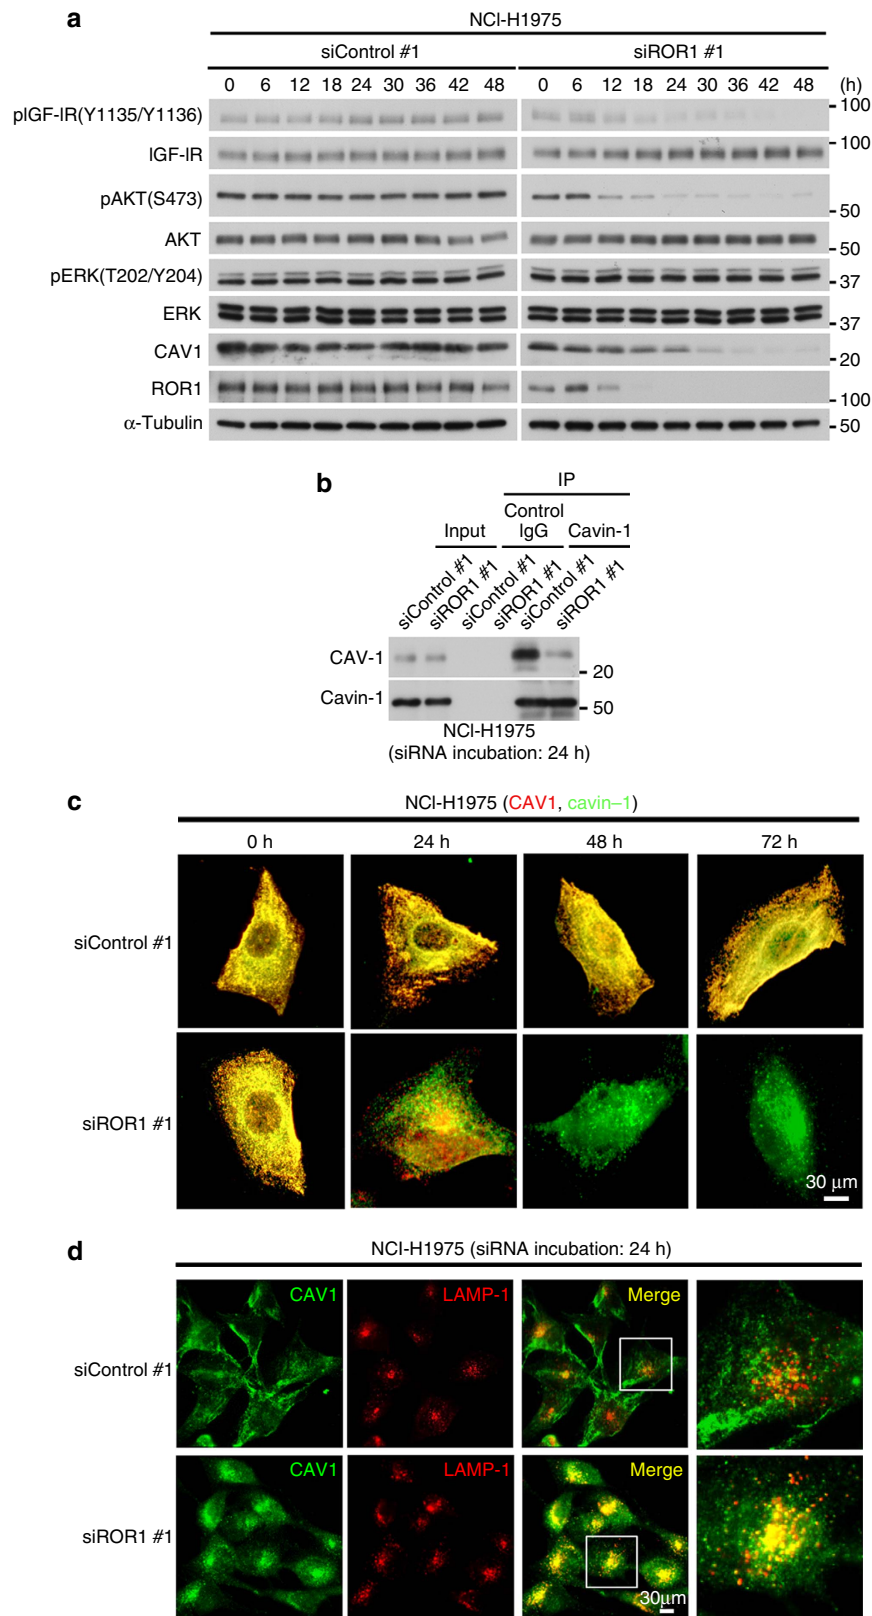 a
NCI-H1975
siControl #1 siROR1 #1
0 6 12 18 24 30 36 42 48 0 6 12 18 24 30 36 42 48 (h)
pIGF-IR(Y1135/Y1136) 100
IGF-IR 100
pAKT(S473) 50
AKT 50
pERK(T202/Y204) 37
ERK 37
CAV1 20
ROR1 100
α-Tubulin 50
b
IP
Input Control IgG Cavin-1
siControl #1 siROR1 #1 siControl #1 siROR1 #1 siControl #1 siROR1 #1
CAV-1 20
Cavin-1 50
NCI-H1975
(siRNA incubation: 24 h)
c
NCI-H1975 (CAV1, cavin–1)
0 h 24 h 48 h 72 h
siControl #1
siROR1 #1
30 μm
d
NCI-H1975 (siRNA incubation: 24 h)
CAV1 LAMP-1 Merge
siControl #1
CAV1 LAMP-1 Merge
siROR1 #1
30μm